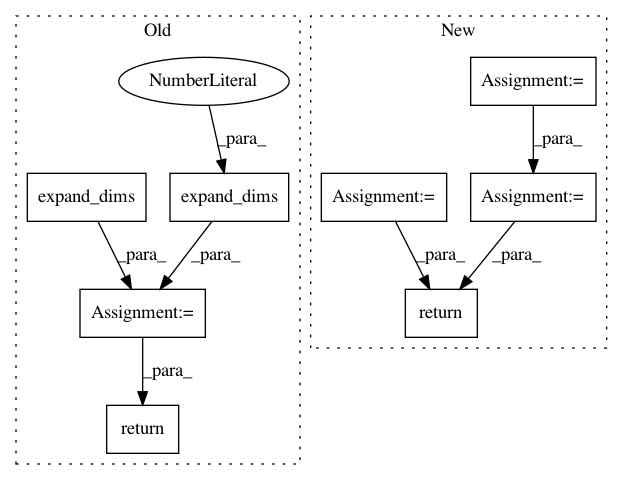 Old
New
NumberLiteral
Assignment:=
_para_
_para_
expand_dims
expand_dims
Assignment:=
Assignment:=
_para_
_para_
_para_
_para_
Assignment:=
return
_para_
return